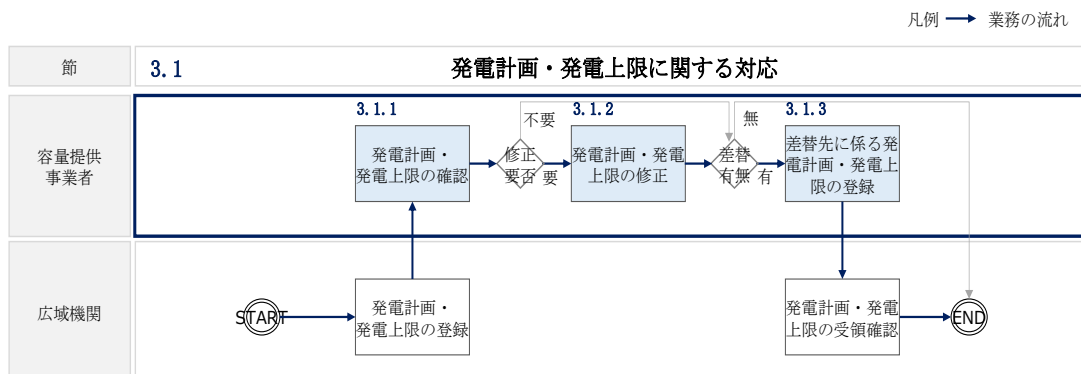 凡例 業務の流れ
節
3.1 発電計画・発電上限に関する対応
容量提供
事業者
3.1.1
発電計画・
発電上限の確認
不要
修正
要否 要
3.1.2
発電計画・発電
上限の修正
無
差替
有無 有
3.1.3
差替先に係る発
電計画・発電上
限の登録
広域機関
START
発電計画・
発電上限の登録
発電計画・発電
上限の受領確認
END